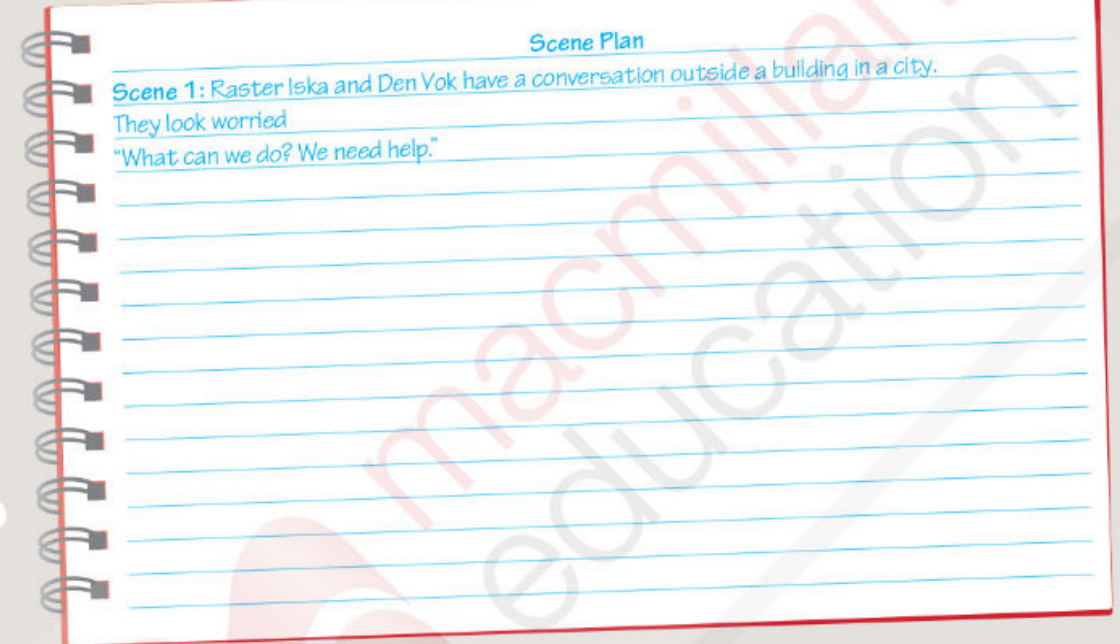 Scene Plan
Scene 1: Raster Iska and Den Vok have a conversation outside a building in a city.
They look worried
"What can we do? We need help."
macmillan
education